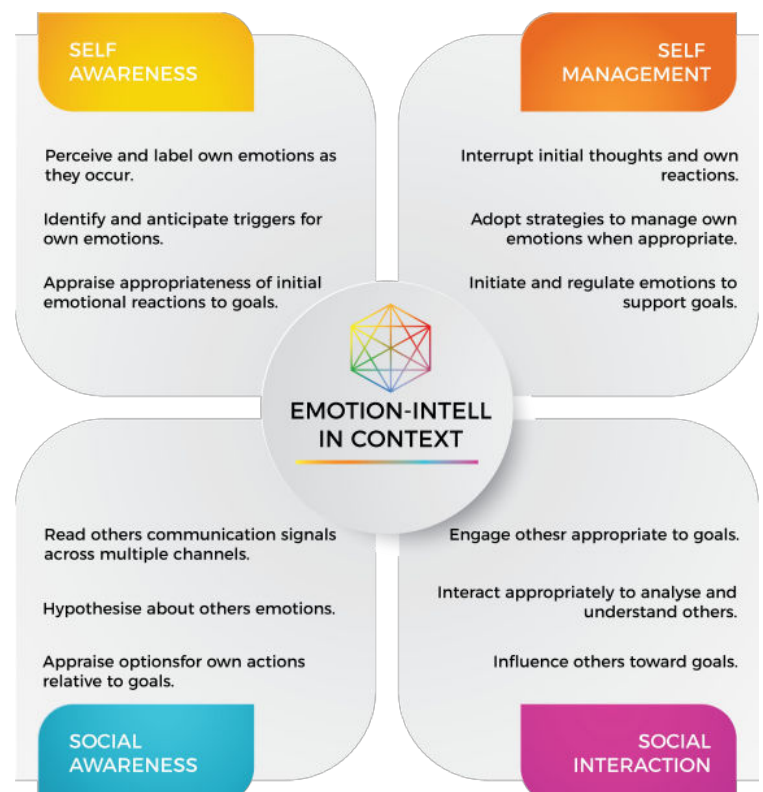 SELF
AWARENESS
Perceive and label own emotions as
they occur.
Identify and anticipate triggers for
own emotions.
Appraise appropriateness of initial
emotional reactions to goals.
SELF
MANAGEMENT
Interrupt initial thoughts and own
reactions.
Adopt strategies to manage own
emotions when appropriate.
Initiate and regulate emotions to
support goals.
EMOTION-INTELL
IN CONTEXT
Read others communication signals
across multiple channels.
Hypothesise about others emotions.
Appraise optionsfor own actions
relative to goals.
SOCIAL
AWARENESS
Engage othesr appropriate to goals.
Interact appropriately to analyse and
understand others.
Influence others toward goals.
SOCIAL
INTERACTION